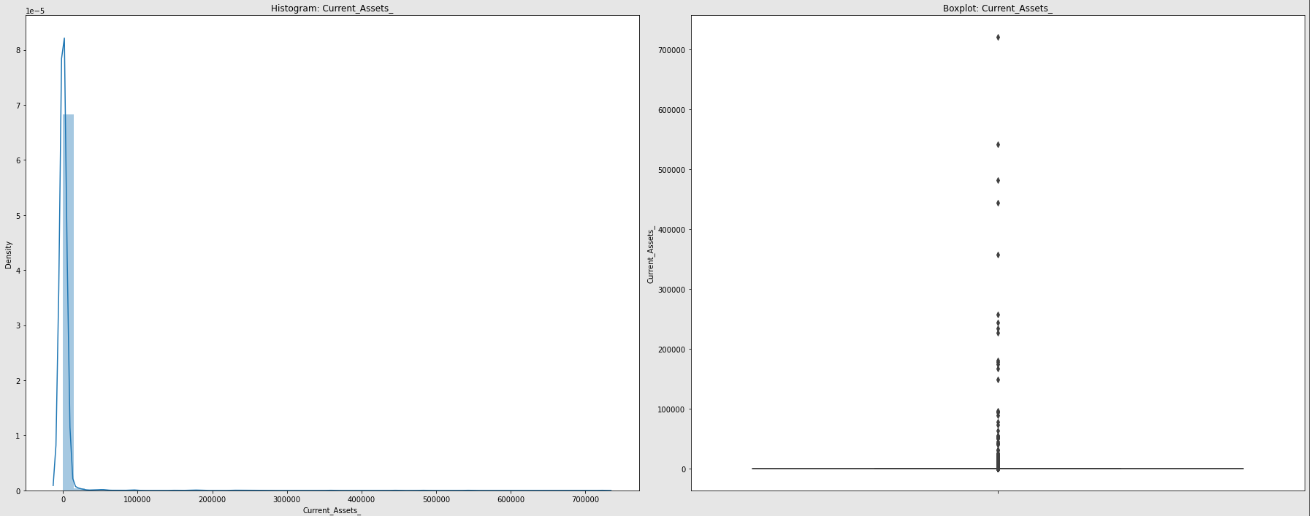 Histogram: Current_Assets_
1e−5
8
7
6
5
4
3
2
1
0
Density
0 100000 200000 300000 400000 500000 600000 700000
Current_Assets_
Boxplot: Current_Assets_
700000
600000
500000
400000
300000
200000
100000
0
Current_Assets_